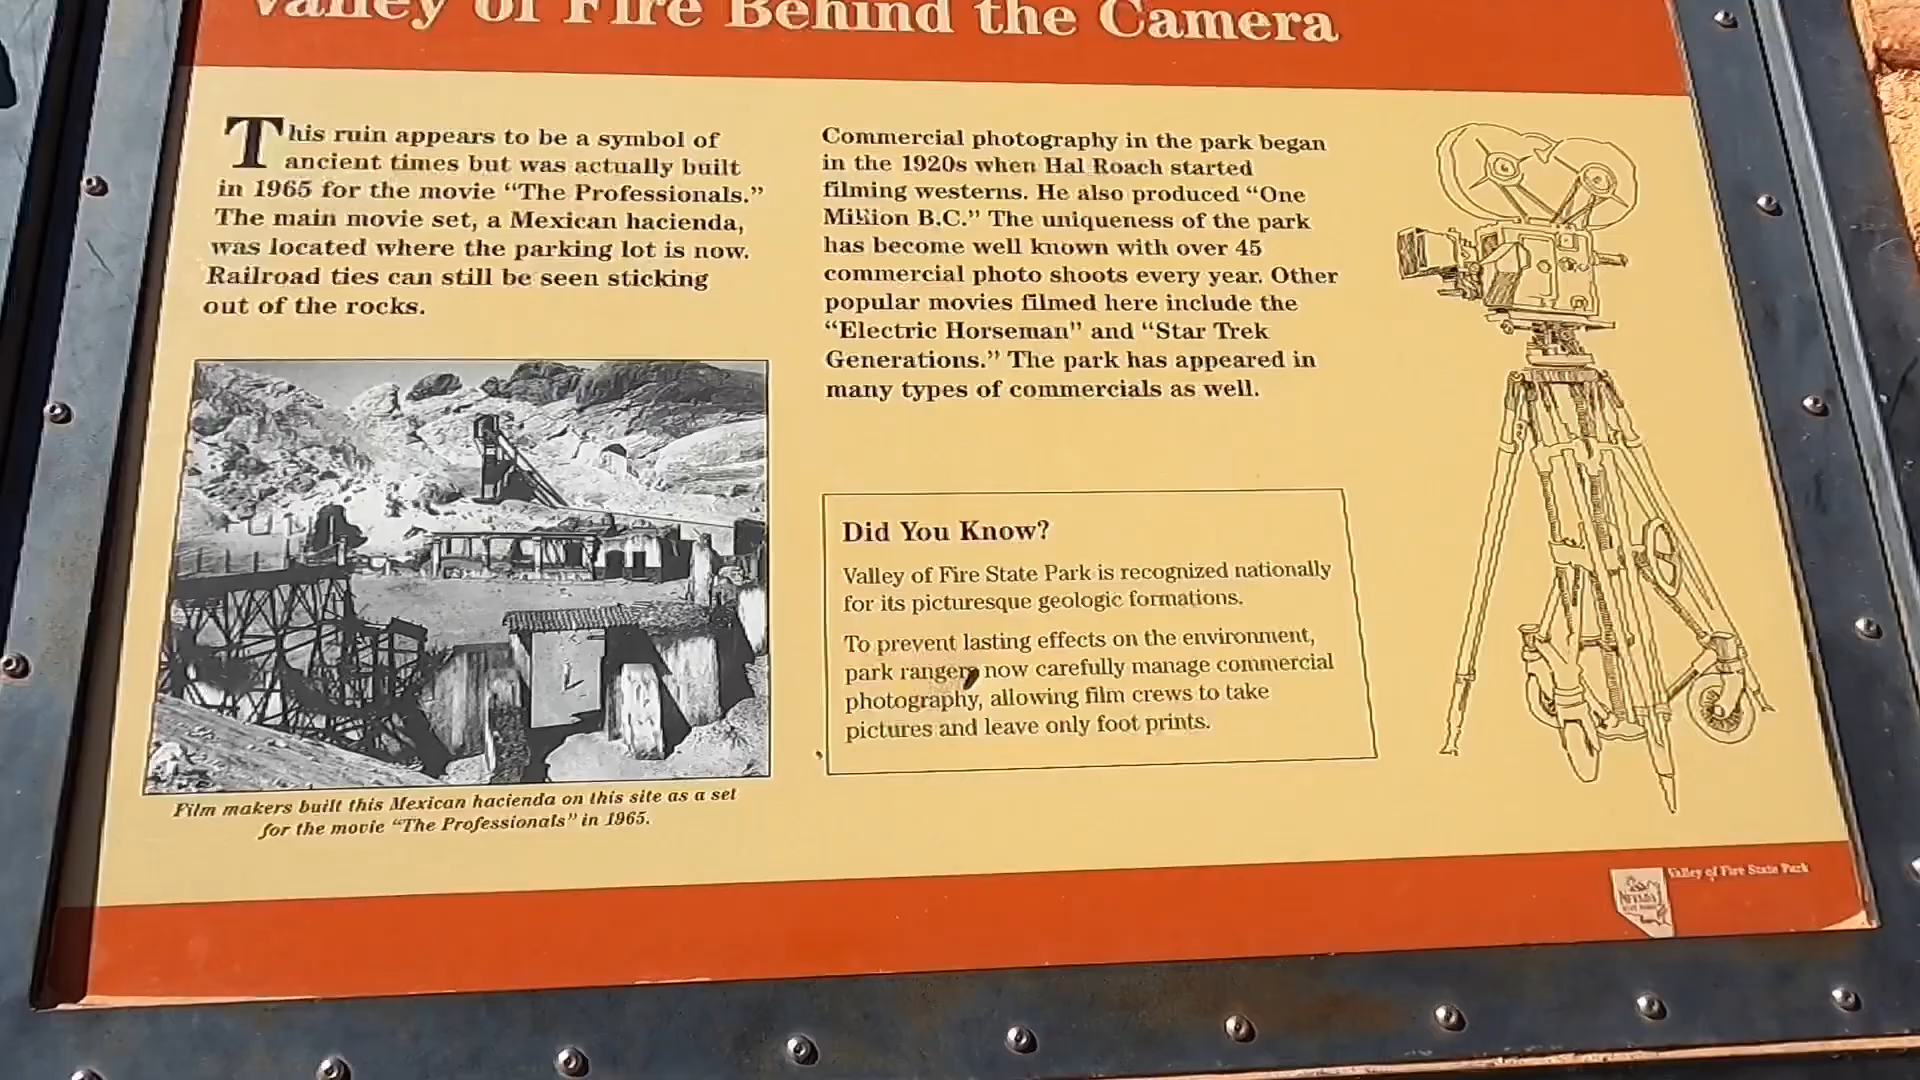 Valley of Fire Behind the Camera
This ruin appears to be a symbol of
ancient times but was actually built
in 1965 for the movie “The Professionals.”
The main movie set, a Mexican hacienda,
was located where the parking lot is now.
Railroad ties can still be seen sticking
out of the rocks.
Film makers built this Mexican hacienda on this site as a set
for the movie “The Professionals” in 1965.
Commercial photography in the park began
in the 1920s when Hal Roach started
filming westerns. He also produced “One
Million B.C.” The uniqueness of the park
has become well known with over 45
commercial photo shoots every year. Other
popular movies filmed here include the
“Electric Horseman” and “Star Trek
Generations.” The park has appeared in
many types of commercials as well.
Did You Know?
Valley of Fire State Park is recognized nationally
for its picturesque geologic formations.
To prevent lasting effects on the environment,
park rangers now carefully manage commercial
photography, allowing film crews to take
pictures and leave only foot prints.
Valley of Fire State Park
NEVADA